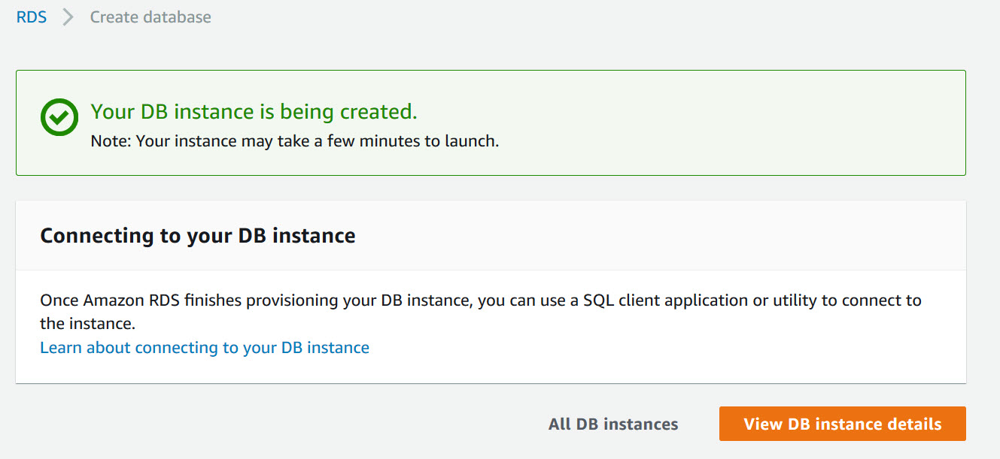 RDS Create database
Your DB instance is being created.
Note: Your instance may take a few minutes to launch.
Connecting to your DB instance
Once Amazon RDS finishes provisioning your DB instance, you can use a SQL client application or utility to connect to
the instance.
Learn about connecting to your DB instance
All DB instances View DB instance details